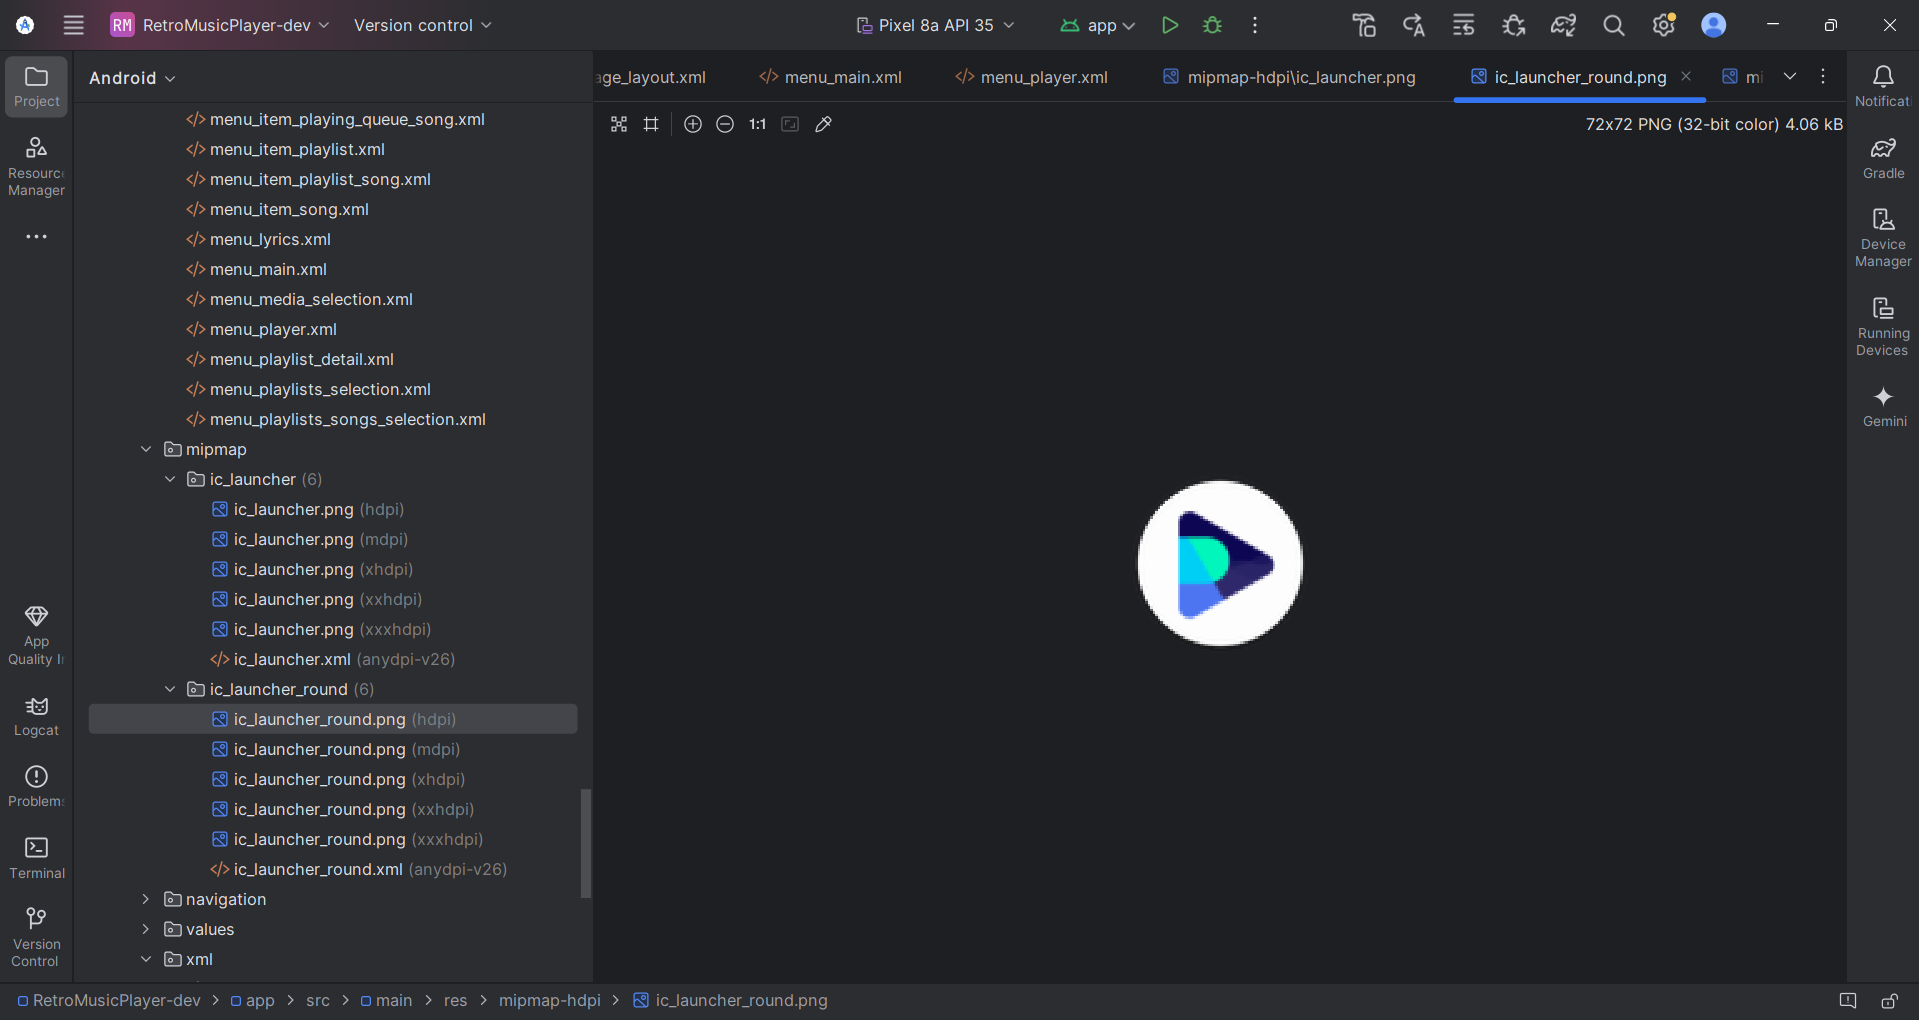 RM RetroMusicPlayer-dev
Version control
Pixel 8a API 35
app
Project
Resourc
Manager
App
Quality I
Logcat
Problem
Terminal
Version
Control
Android
menu_item_playing_queue_song.xml
menu_item_playlist.xml
menu_item_playlist_song.xml
menu_item_song.xml
menu_lyrics.xml
menu_main.xml
menu_media_selection.xml
menu_player.xml
menu_playlist_detail.xml
menu_playlists_selection.xml
menu_playlists_songs_selection.xml
mipmap
ic_launcher (6)
ic_launcher.png (hdpi)
ic_launcher.png (mdpi)
ic_launcher.png (xhdpi)
ic_launcher.png (xxhdpi)
ic_launcher.png (xxxhdpi)
ic_launcher.xml (anydpi-v26)
ic_launcher_round (6)
ic_launcher_round.png (hdpi)
ic_launcher_round.png (mdpi)
ic_launcher_round.png (xhdpi)
ic_launcher_round.png (xxhdpi)
ic_launcher_round.png (xxxhdpi)
ic_launcher_round.xml (anydpi-v26)
navigation
values
xml
age_layout.xml
menu_main.xml
menu_player.xml
mipmap-hdpi\ic_launcher.png
ic_launcher_round.png
mi
1:1
72x72 PNG (32-bit color) 4.06 kB
Notificat
Gradle
Device
Manager
Running
Devices
Gemini
RetroMusicPlayer-dev > app > src > main > res > mipmap-hdpi > ic_launcher_round.png